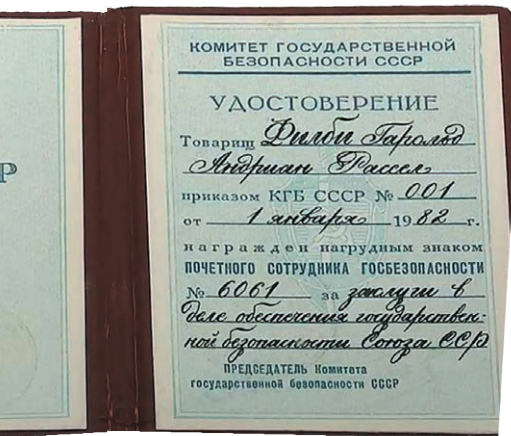 Р
КОМИТЕТ ГОСУДАРСТВЕННОЙ
БЕЗОПАСНОСТИ СССР
УДОСТОВЕРЕНИЕ
Товарищ Филби Гарольд
Андриан Рассел
приказом КГБ СССР № 001
от 1 января 1982 г.
награжден нагрудным знаком
ПОЧЕТНОГО СОТРУДНИКА ГОСБЕЗОПАСНОСТИ
№ 6061 за заслуги в
деле обеспечения государствен-
ной безопасности Союза ССР
ПРЕДСЕДАТЕЛЬ Комитета
государственной безопасности СССР